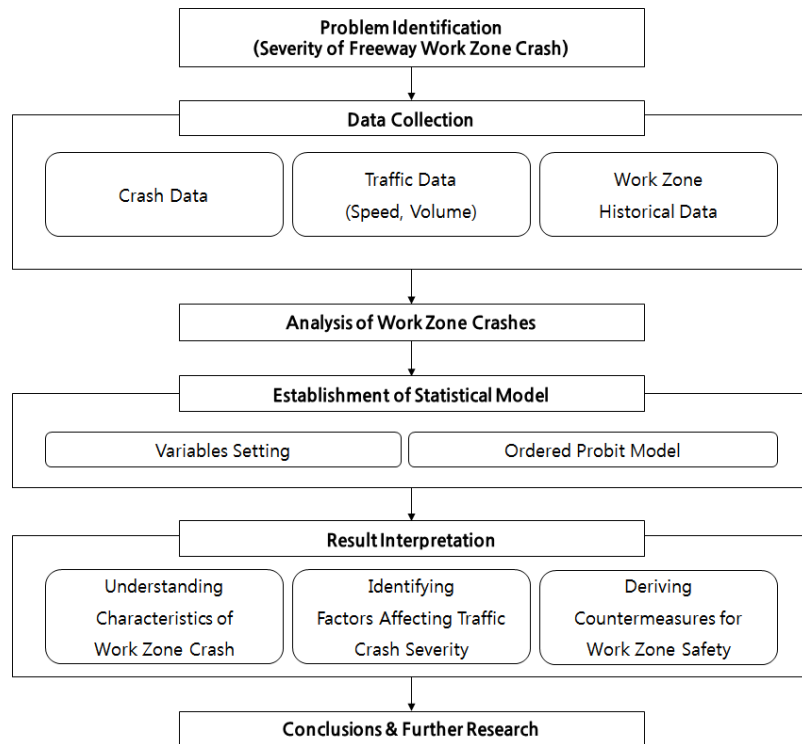 Problem Identification
(Severity of Freeway Work Zone Crash)
Data Collection
Crash Data
Traffic Data
(Speed, Volume)
Work Zone
Historical Data
Analysis of Work Zone Crashes
Establishment of Statistical Model
Variables Setting
Ordered Probit Model
Result Interpretation
Understanding
Characteristics of
Work Zone Crash
Identifying
Factors Affecting Traffic
Crash Severity
Deriving
Countermeasures for
Work Zone Safety
Conclusions & Further Research